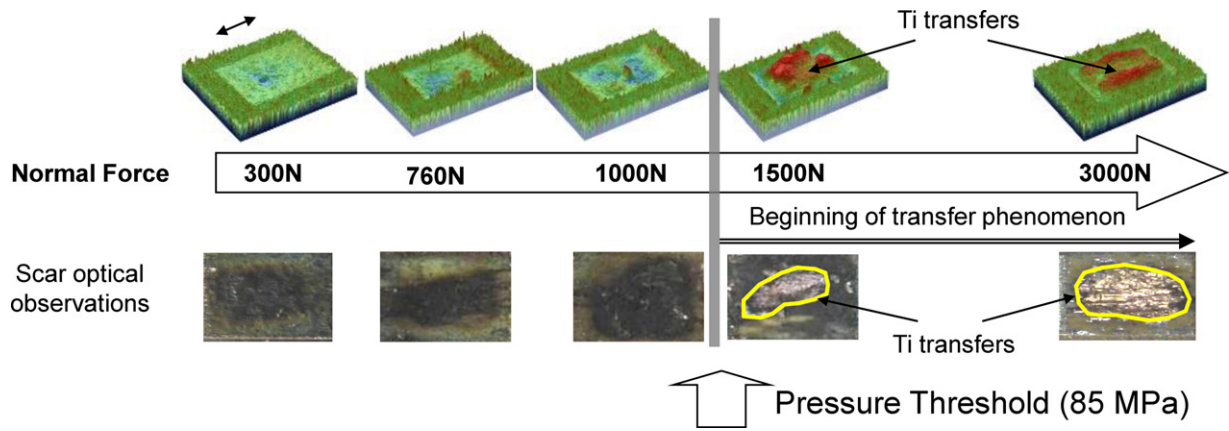 Ti transfers
Normal Force
300N
760N
1000N
1500N
3000N
Beginning of transfer phenomenon
Scar optical
observations
Ti transfers
Pressure Threshold (85 MPa)